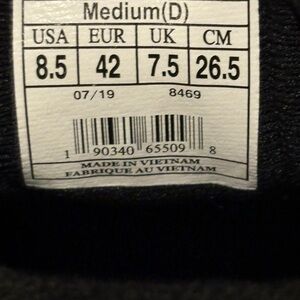 Medium(D)
USA EUR UK CM
8.5 42 7.5 26.5
07/19 8469
1 90340 65509 8
MADE IN VIETNAM
FABRIQUE AU VIETNAM